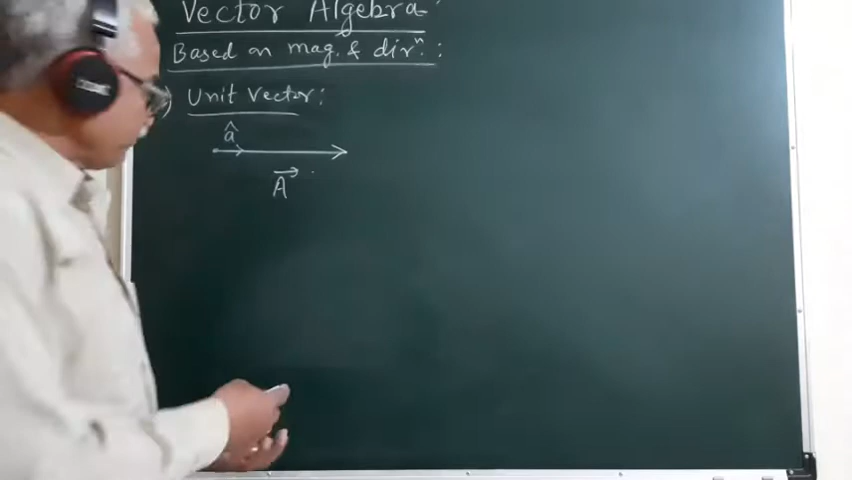 Vector Algebra:
Based on mag. & dirⁿ. :
) Unit Vector:
â
A⃗